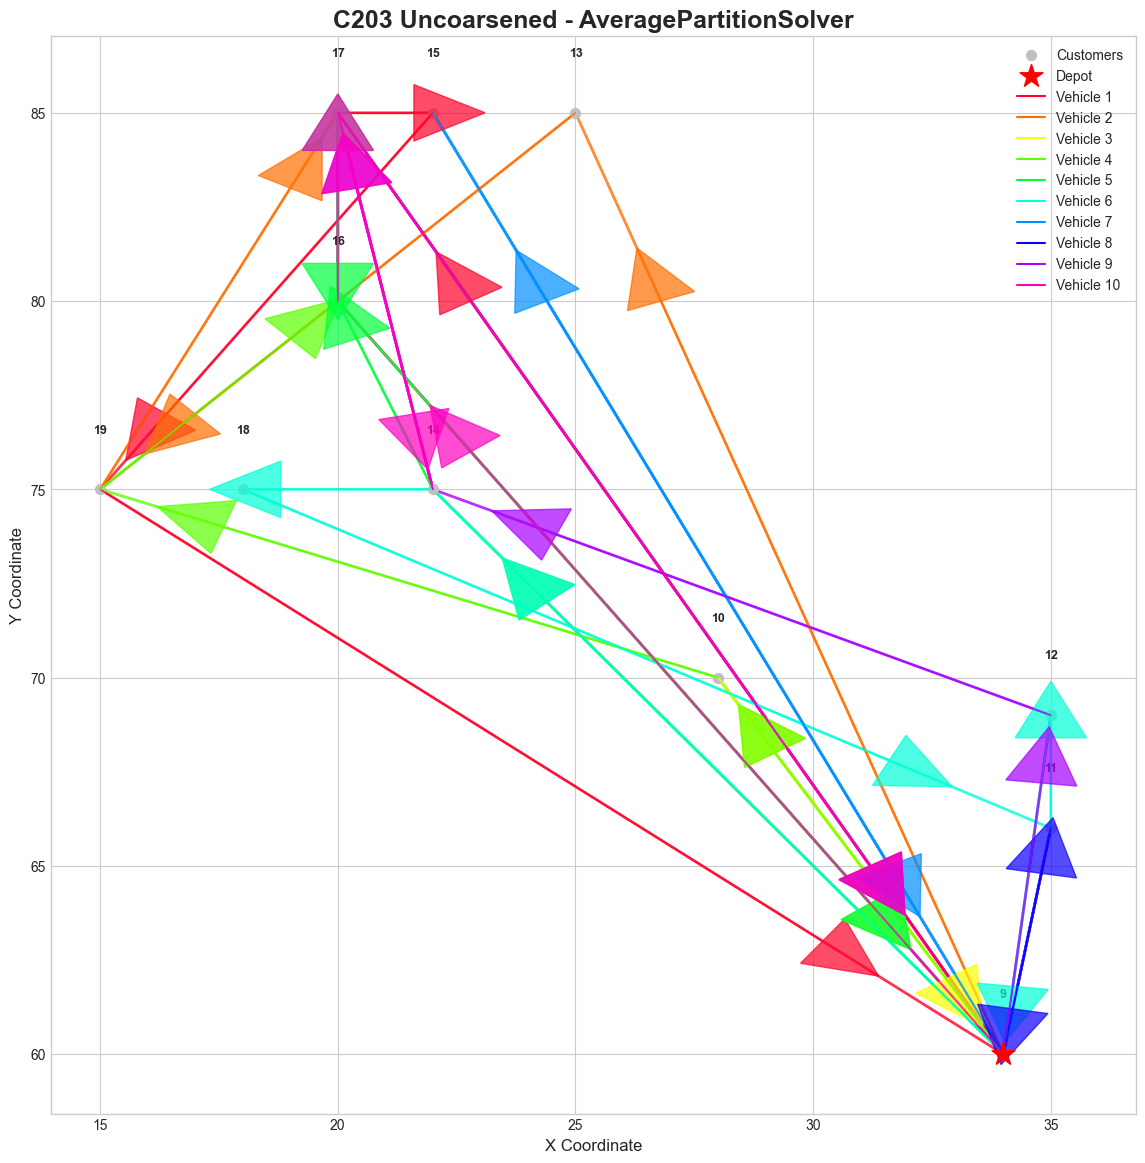 C203 Uncoarsened - AveragePartitionSolver
17
15
13
Customers
Depot
Vehicle 1
Vehicle 2
Vehicle 3
Vehicle 4
Vehicle 5
Vehicle 6
Vehicle 7
Vehicle 8
Vehicle 9
Vehicle 10
16
19
18
14
10
12
11
9
85
80
75
70
65
60
15
20
25
30
35
Y Coordinate
X Coordinate